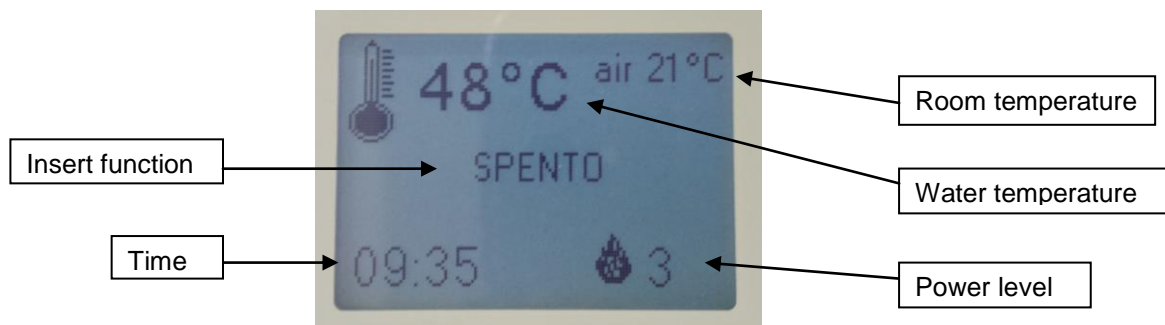 48°C
air 21°C
Room temperature
Insert function
SPENTO
Water temperature
Time
09:35
3
Power level